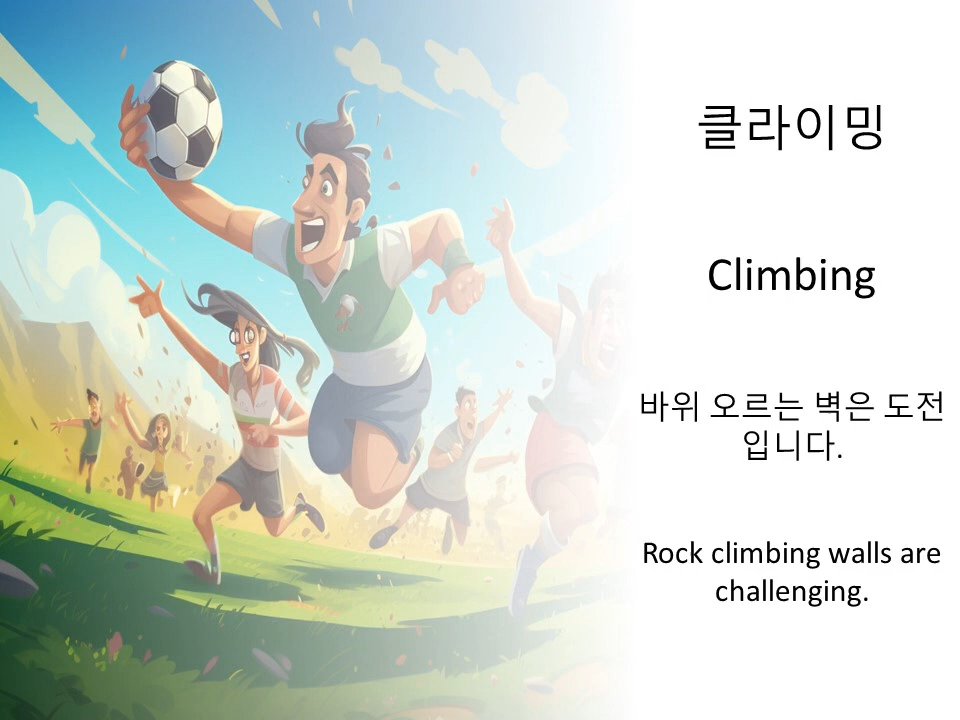 클라이밍
Climbing
바위 오르는 벽은 도전
입니다.
Rock climbing walls are
challenging.